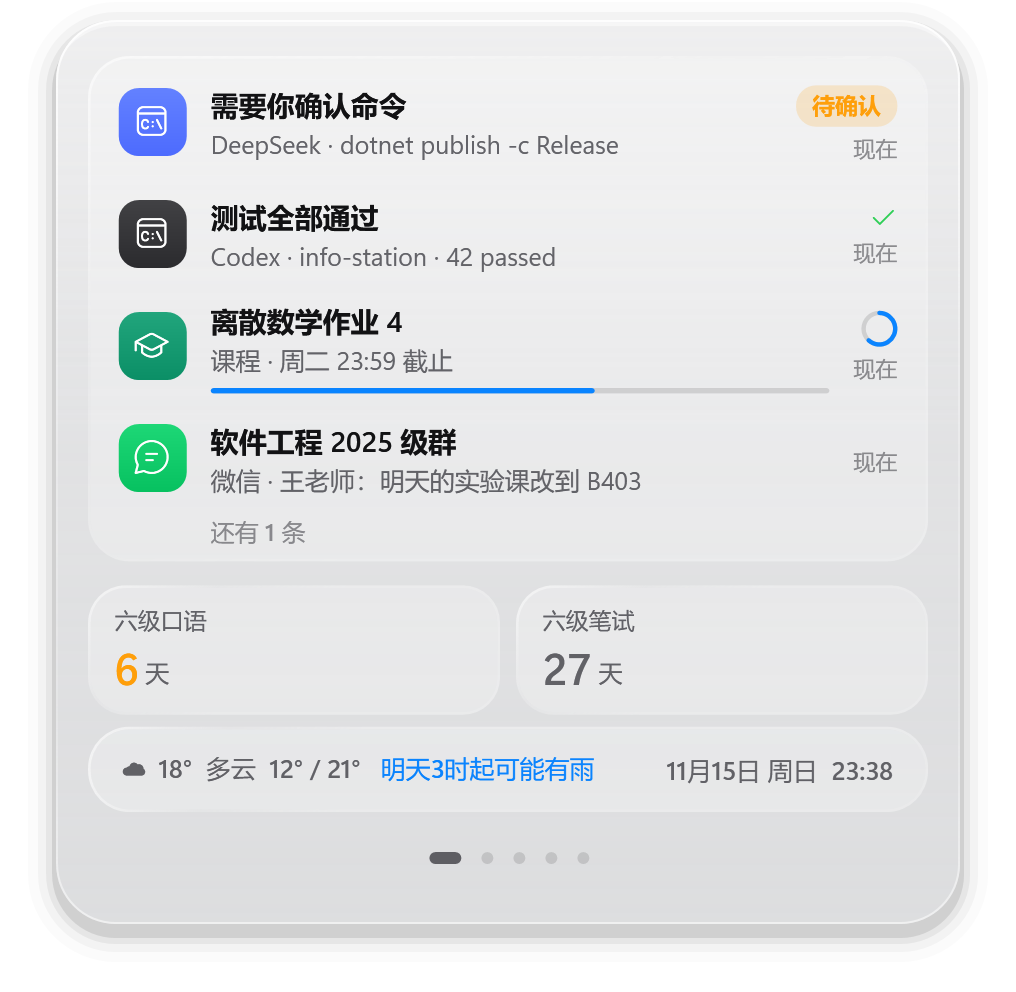 需要你确认命令
待确认
DeepSeek · dotnet publish -c Release
现在
测试全部通过
Codex · info-station · 42 passed
现在
离散数学作业 4
课程 · 周二 23:59 截止
现在
软件工程 2025 级群
微信 · 王老师：明天的实验课改到 B403
现在
还有 1 条
六级口语
6 天
六级笔试
27 天
18° 多云 12° / 21° 明天3时起可能有雨 11月15日 周日 23:38